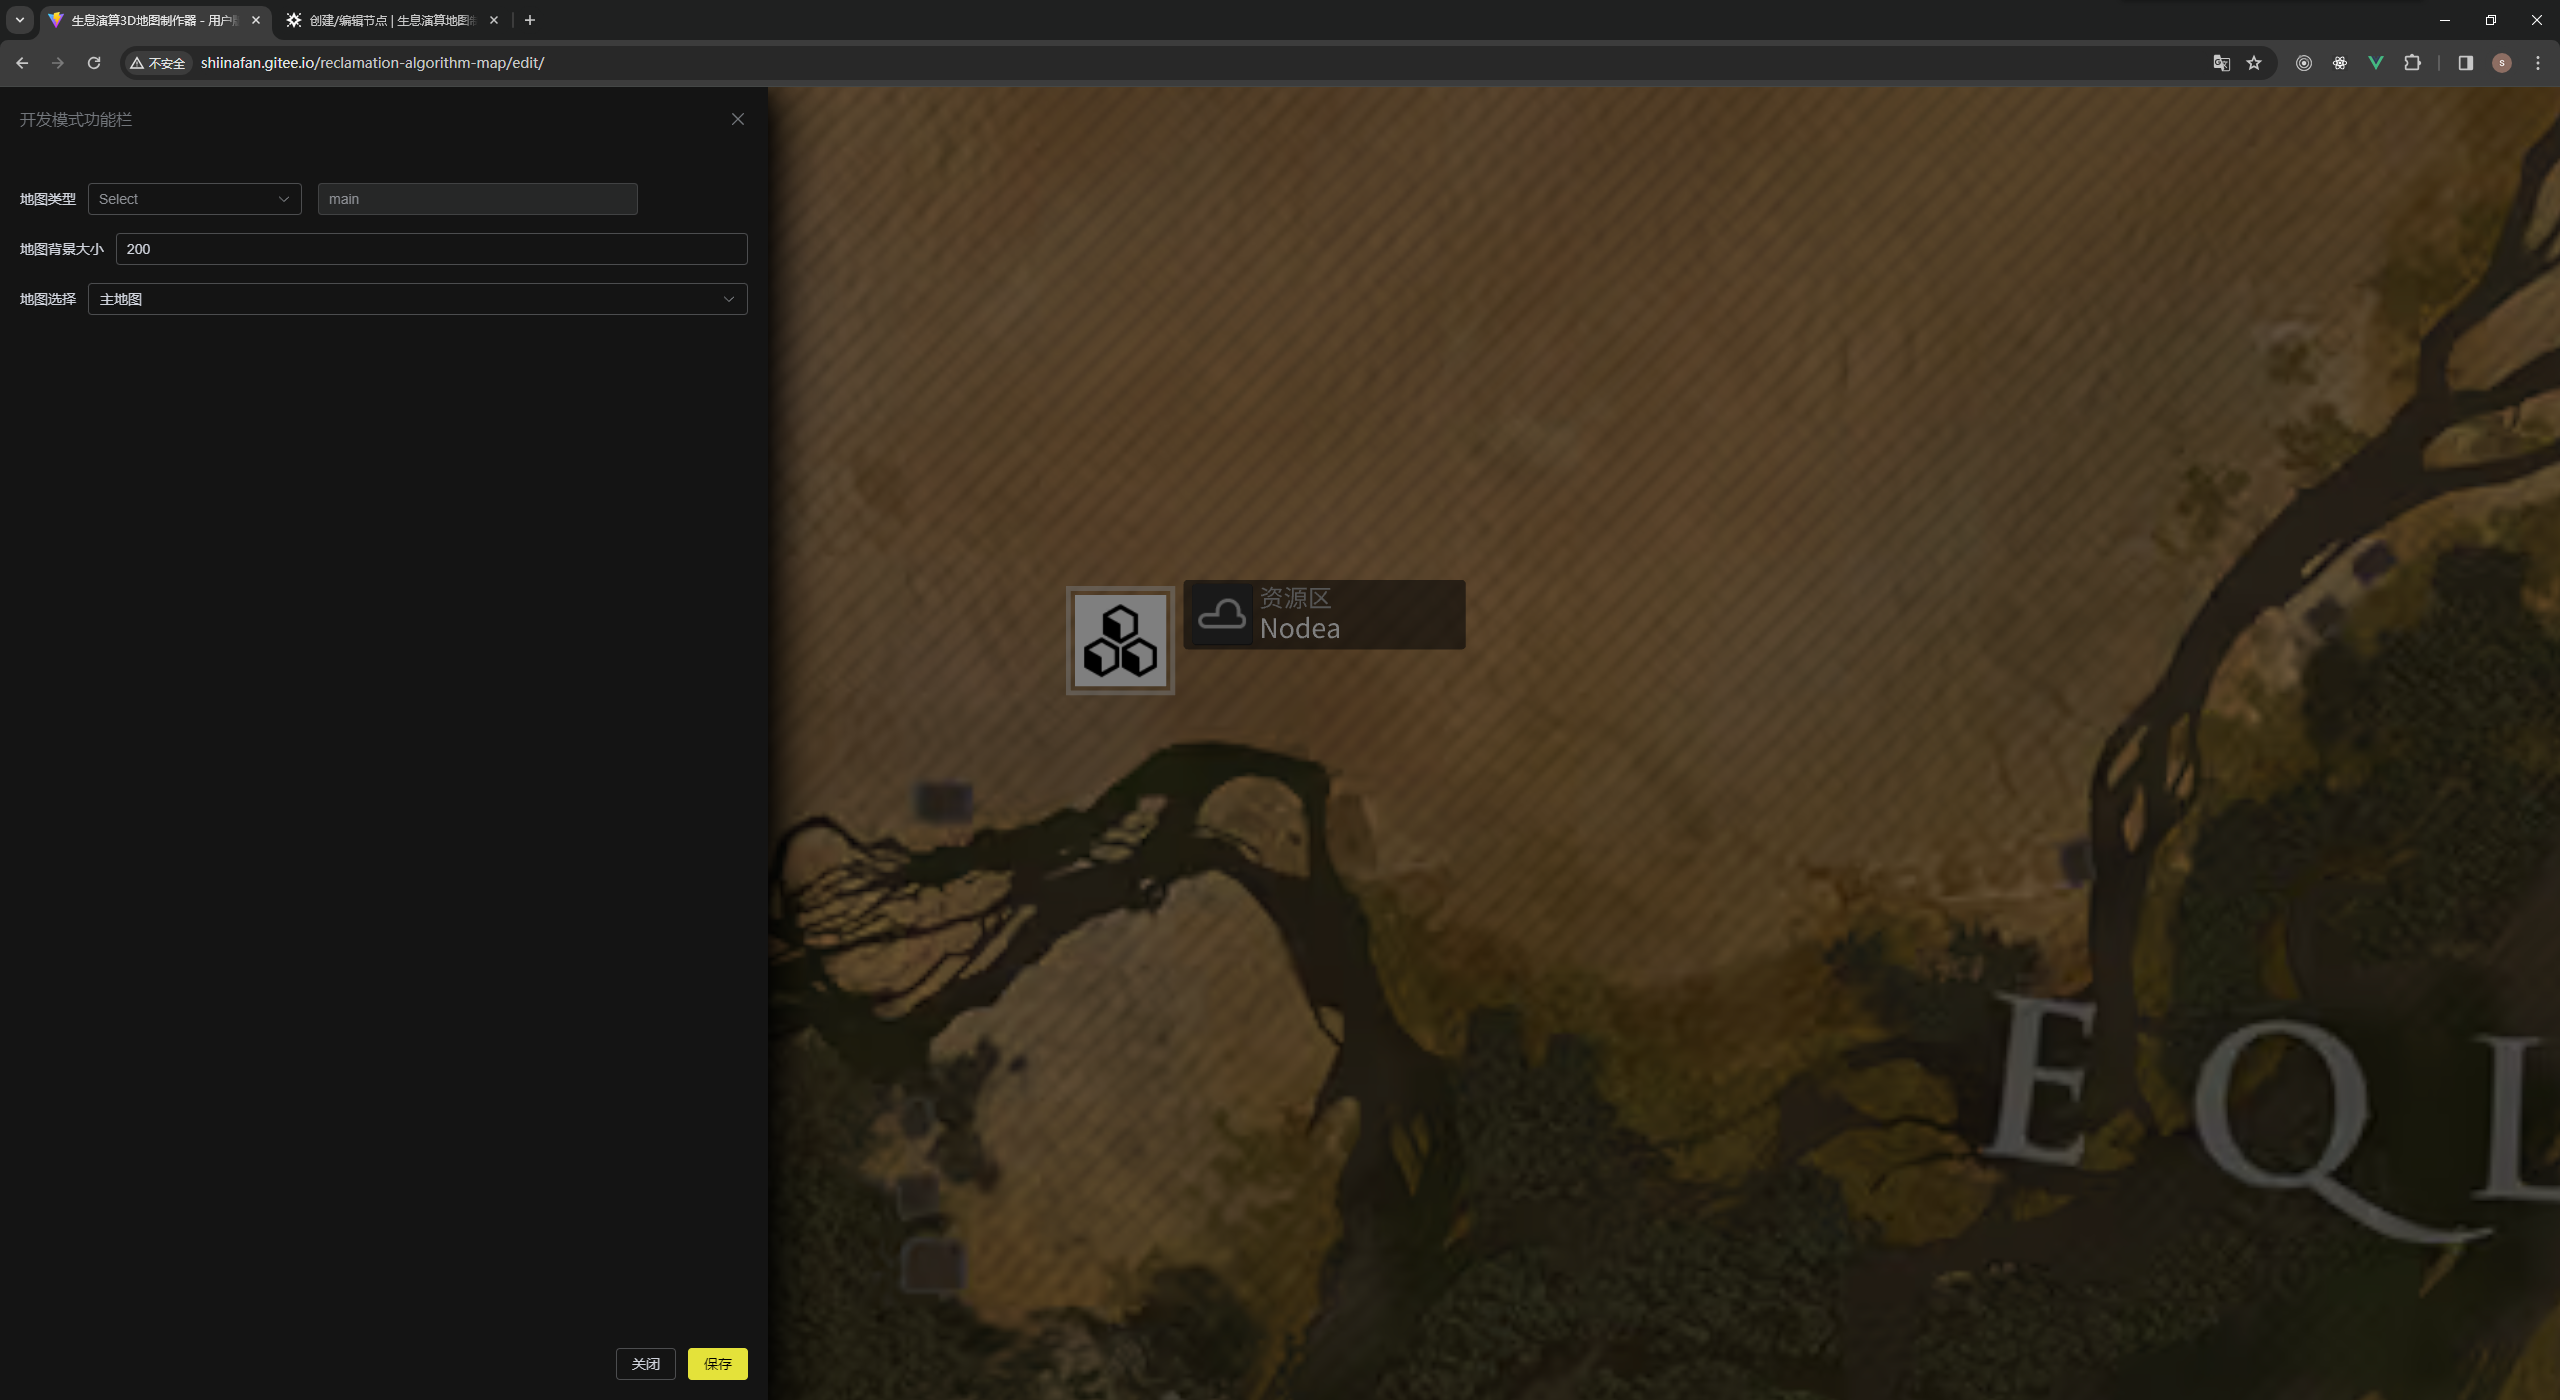 生息演算3D地图制作器 - 用户
创建/编辑节点 | 生息演算地图
不安全
shiinafan.gitee.io/reclamation-algorithm-map/edit/
S
开发模式功能栏
地图类型
Select
main
地图背景大小
200
地图选择
主地图
资源区
Nodea
E Q L
关闭
保存